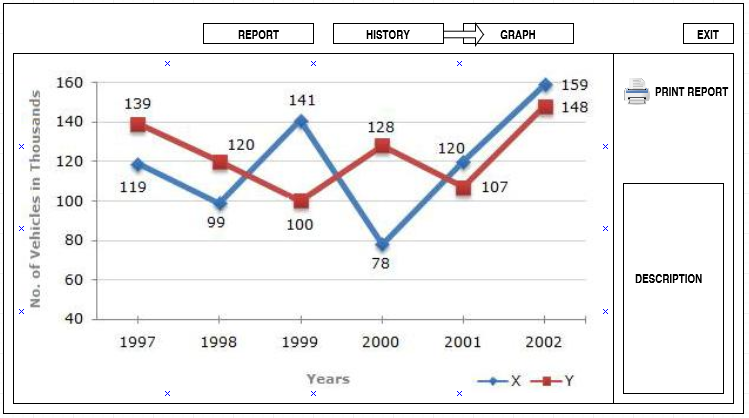 REPORT
HISTORY
GRAPH
EXIT
PRINT REPORT
DESCRIPTION
No. of Vehicles in Thousands
160
140
120
100
80
60
40
139
119
120
99
141
100
128
78
120
107
159
148
1997 1998 1999 2000 2001 2002
Years
X Y